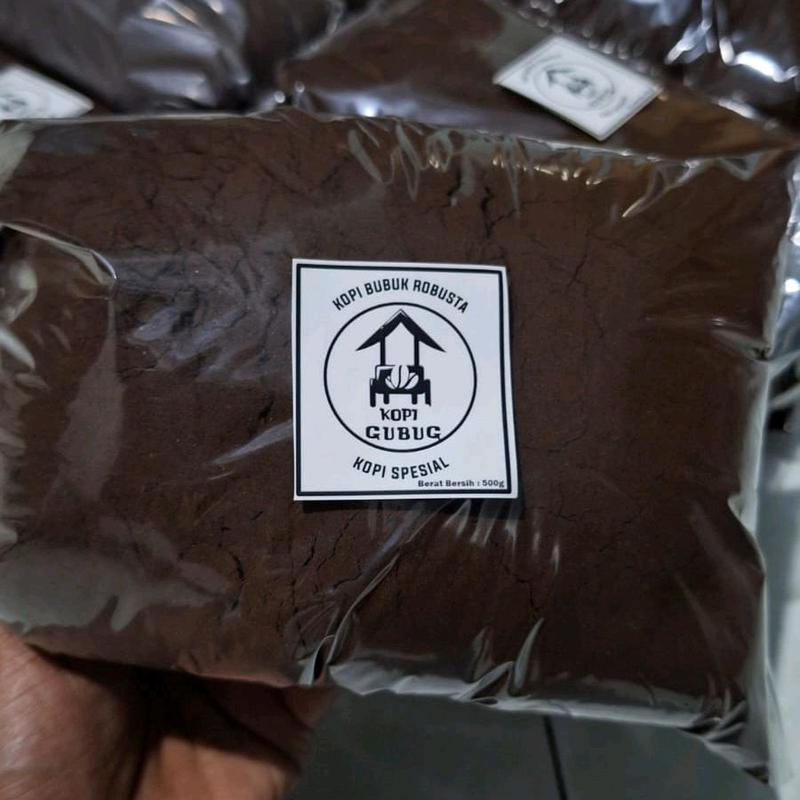 KOPI BUBUK ROBUSTA
KOPI
GUBUG
KOPI SPESIAL
Berat Bersih : 500g